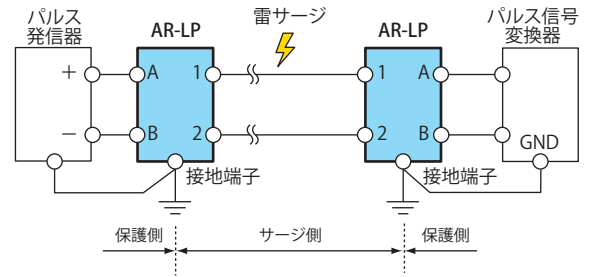 パルス
発信器
AR-LP
雷サージ
AR-LP
パルス信号
変換器
+ A 1 1 A
− B 2 2 B
GND
接地端子
接地端子
保護側
サージ側
保護側